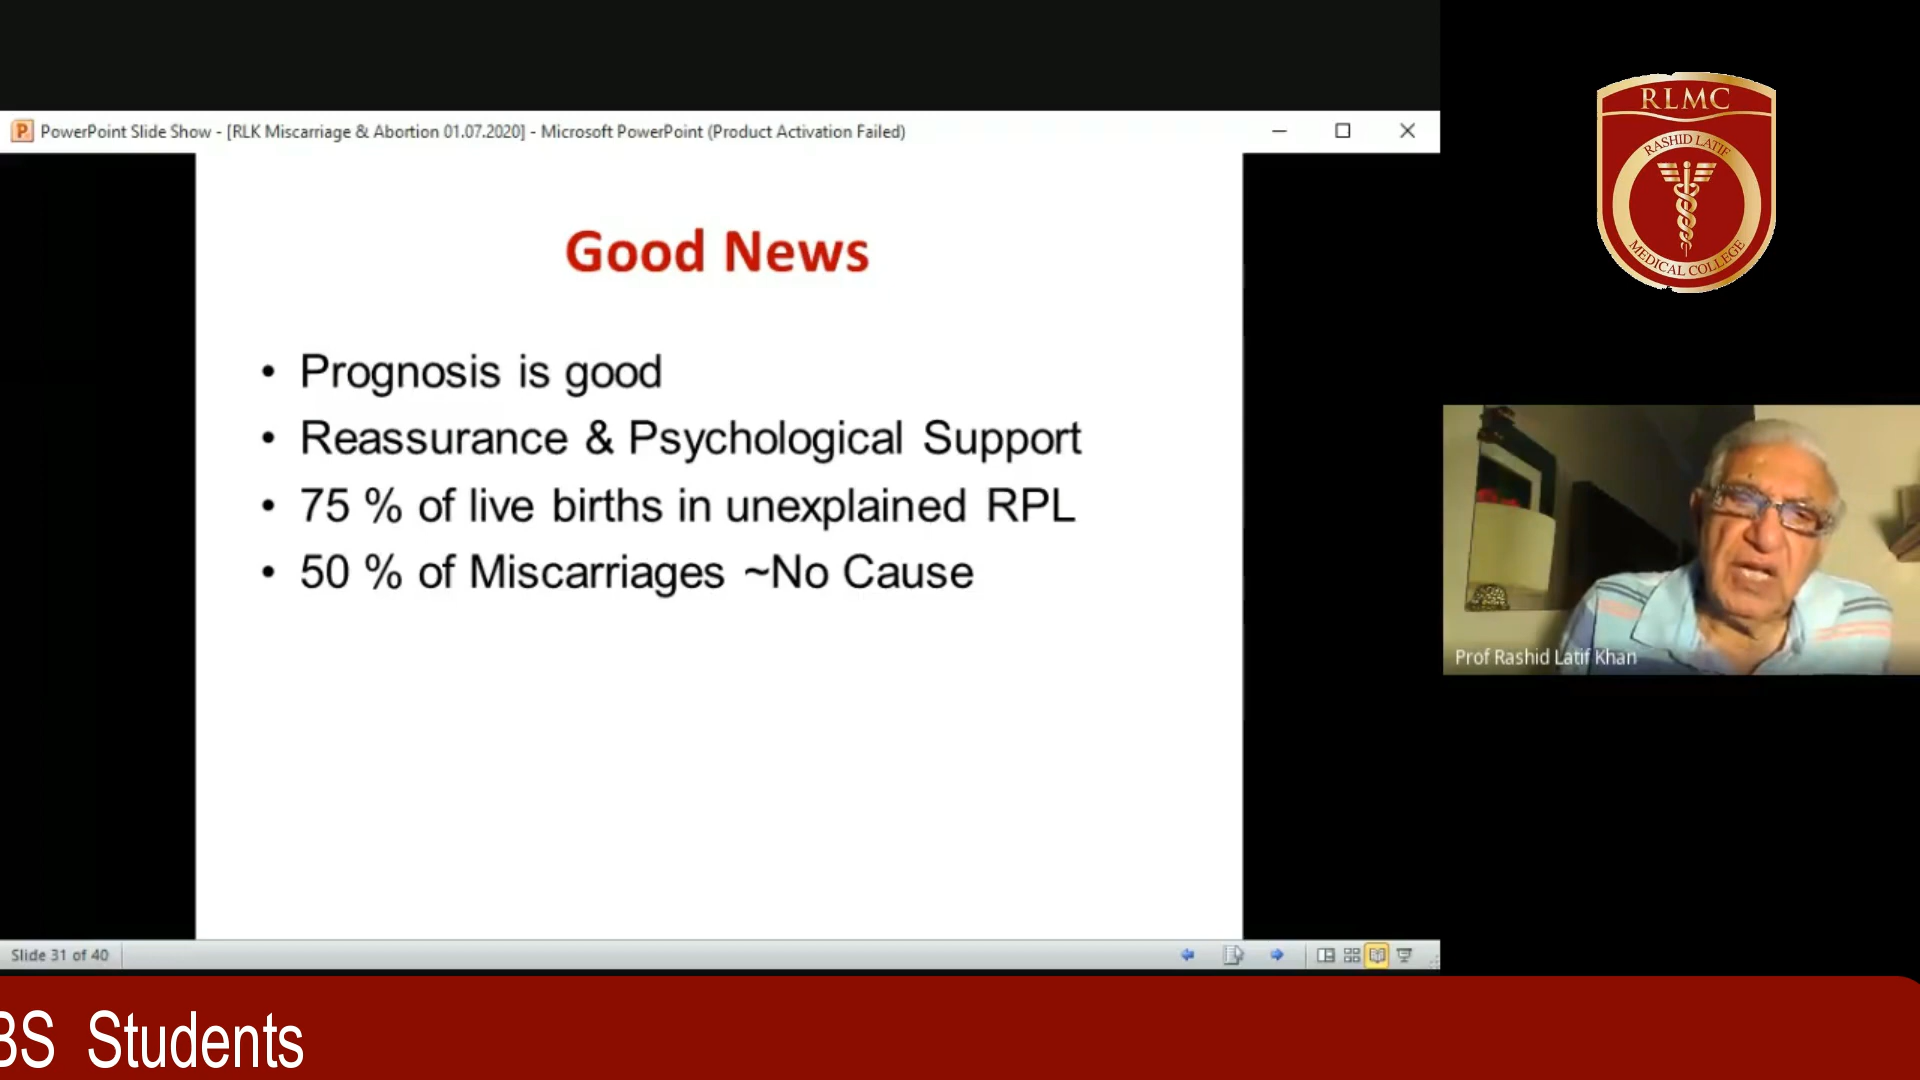 PowerPoint Slide Show - [RLK Miscarriage & Abortion 01.07.2020] - Microsoft PowerPoint (Product Activation Failed)
RLMC
RASHID LATIF
MEDICAL COLLEGE
Good News
• Prognosis is good
• Reassurance & Psychological Support
• 75 % of live births in unexplained RPL
• 50 % of Miscarriages ~No Cause
Prof Rashid Latif Khan
Slide 31 of 40
BS Students